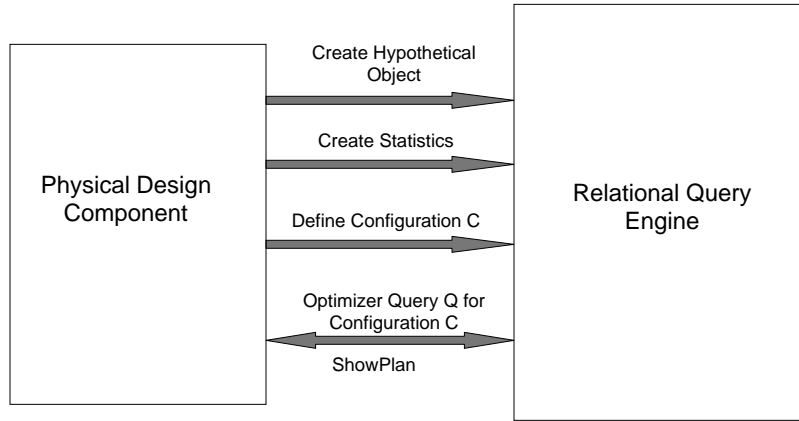 Create Hypothetical
Object
Create Statistics
Physical Design
Component
Relational Query
Engine
Define Configuration C
Optimizer Query Q for
Configuration C
ShowPlan